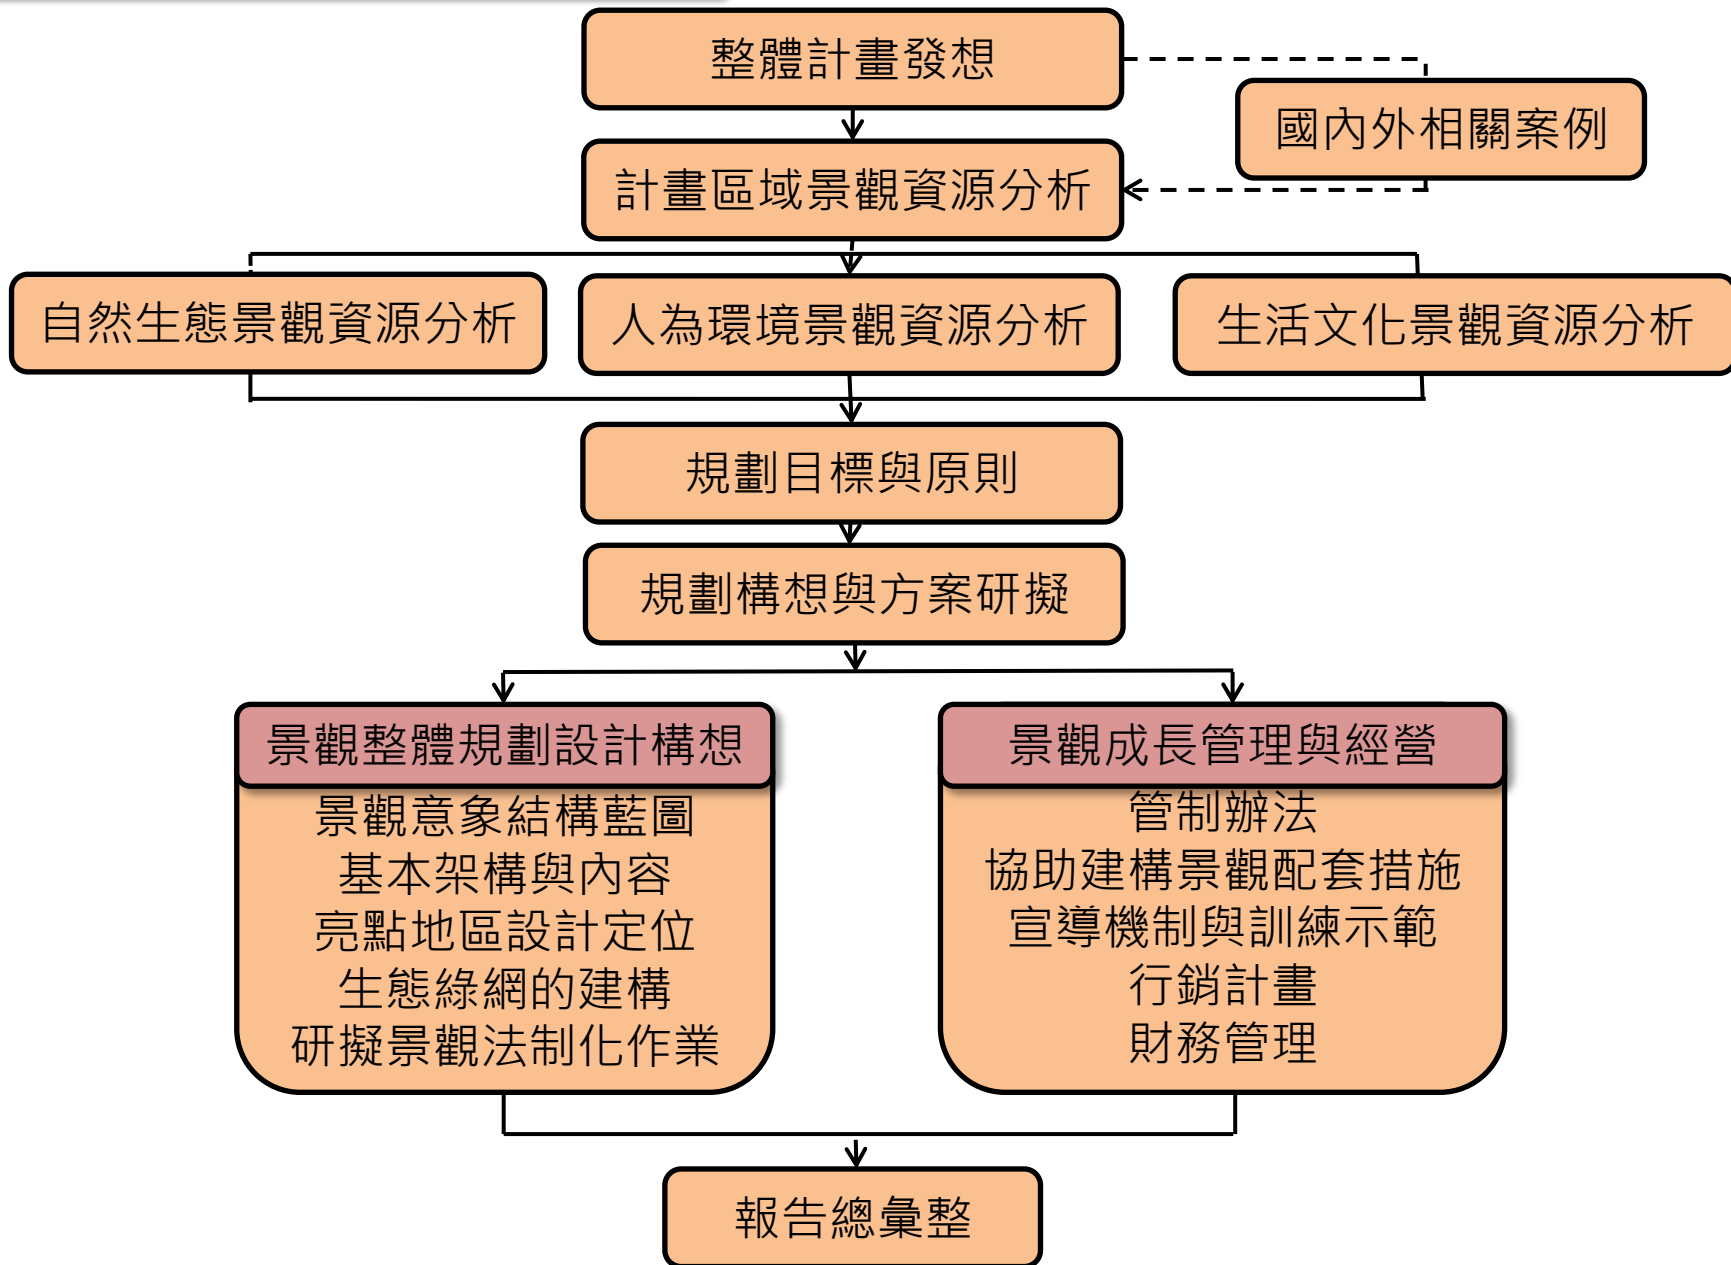 整體計畫發想
國內外相關案例
計畫區域景觀資源分析
自然生態景觀資源分析
人為環境景觀資源分析
生活文化景觀資源分析
規劃目標與原則
規劃構想與方案研擬
景觀整體規劃設計構想
景觀意象結構藍圖
基本架構與內容
亮點地區設計定位
生態綠網的建構
研擬景觀法制化作業
景觀成長管理與經營
管制辦法
協助建構景觀配套措施
宣導機制與訓練示範
行銷計畫
財務管理
報告總彙整